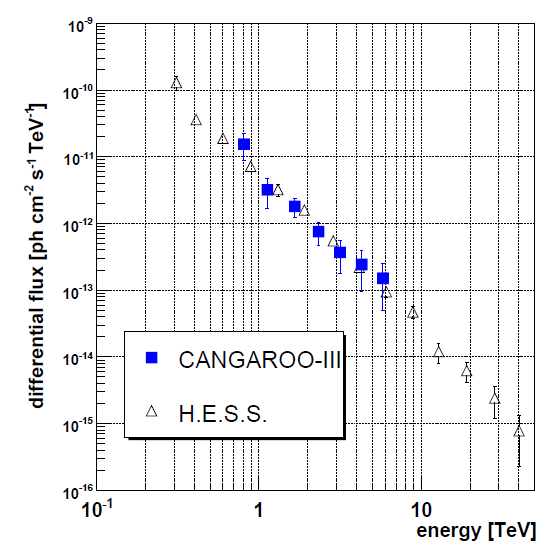 differential flux [ph cm⁻² s⁻¹ TeV⁻¹]
10⁻⁹
10⁻¹⁰
10⁻¹¹
10⁻¹²
10⁻¹³
10⁻¹⁴
10⁻¹⁵
10⁻¹⁶
CANGAROO-III
H.E.S.S.
10⁻¹ 1 10
energy [TeV]